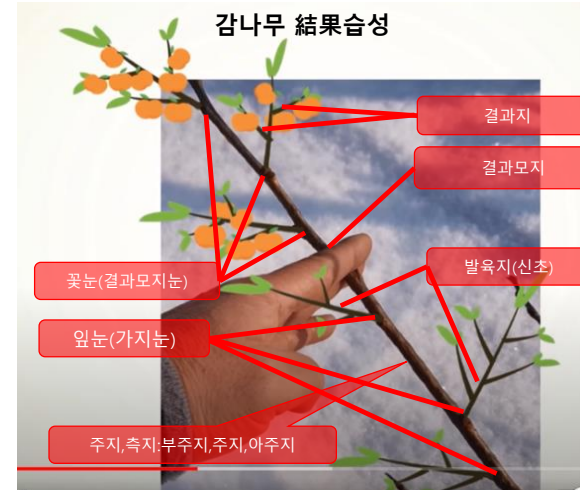 감나무 結果습성
결과지
결과모지
발육지(신초)
꽃눈(결과모지눈)
잎눈(가지눈)
주지,측지:부주지,주지,아주지